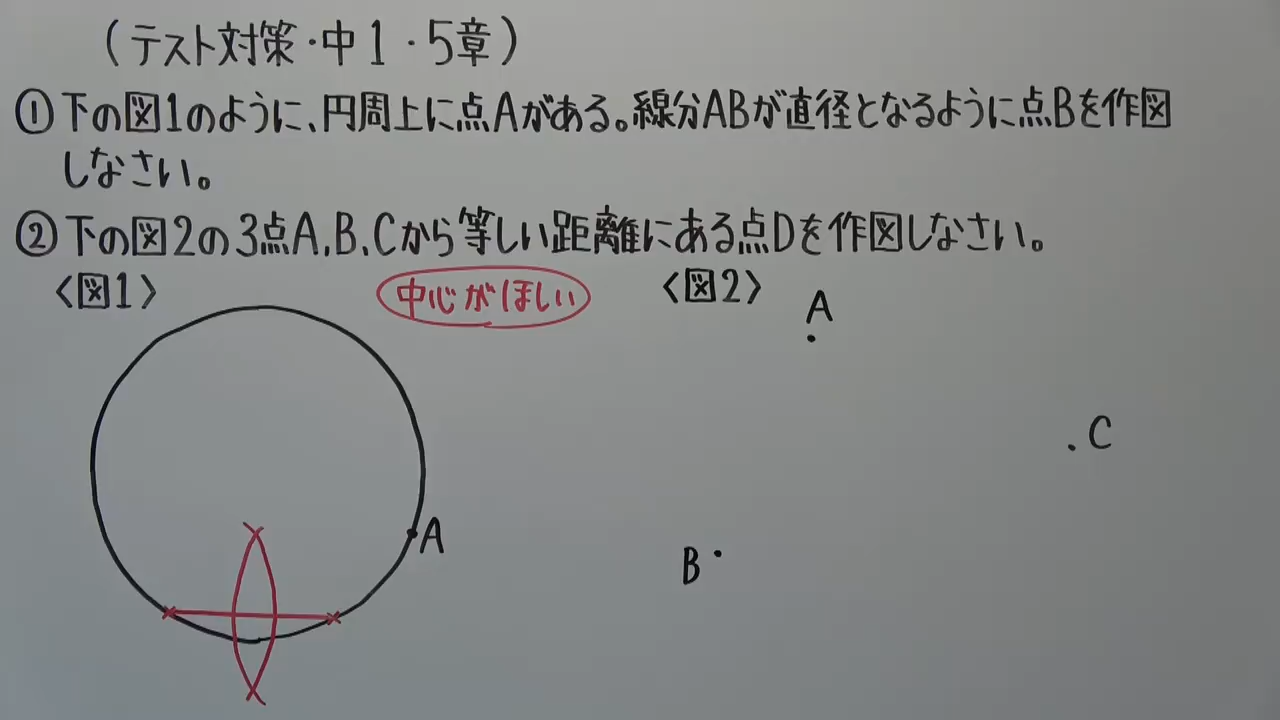 (テスト対策・中1・5章)
①下の図1のように、円周上に点Aがある。線分ABが直径となるように点Bを作図
しなさい。
②下の図2の3点A,B,Cから等しい距離にある点Dを作図しなさい。
〈図1〉
中心がほしい
〈図2〉
A
C
A
B